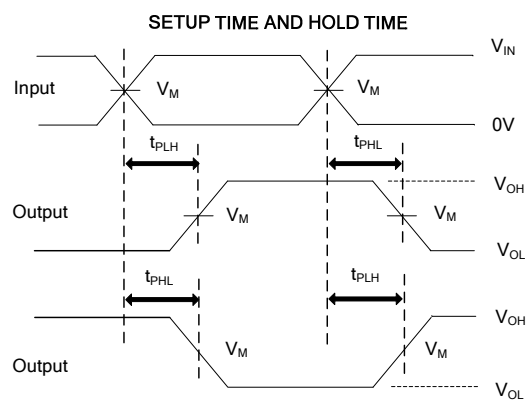 SETUP TIME AND HOLD TIME
V_IN
Input
V_M
V_M
0V
t_PLH
t_PHL
V_OH
Output
V_M
V_M
V_OL
t_PHL
t_PLH
V_OH
V_M
V_M
Output
V_OL